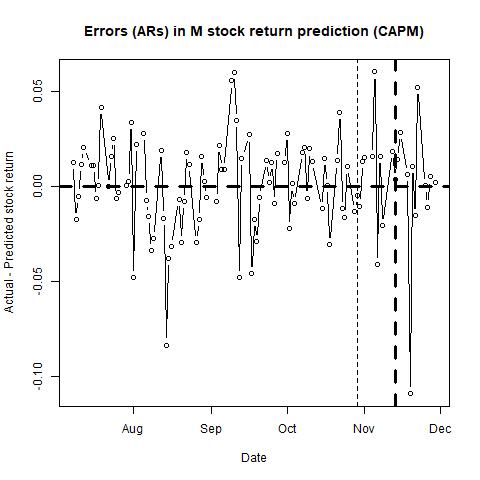 Errors (ARs) in M stock return prediction (CAPM)
Actual - Predicted stock return
0.05
0.00
-0.05
-0.10
Aug Sep Oct Nov Dec
Date